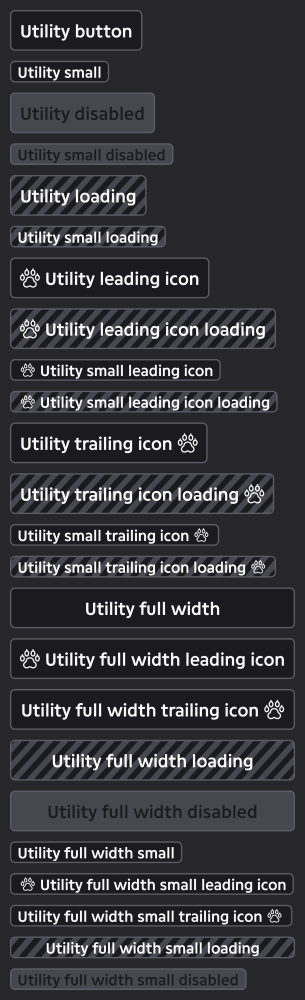 Utility button
Utility small
Utility disabled
Utility small disabled
Utility loading
Utility small loading
Utility leading icon
Utility leading icon loading
Utility small leading icon
Utility small leading icon loading
Utility trailing icon
Utility trailing icon loading
Utility small trailing icon
Utility small trailing icon loading
Utility full width
Utility full width leading icon
Utility full width trailing icon
Utility full width loading
Utility full width disabled
Utility full width small
Utility full width small leading icon
Utility full width small trailing icon
Utility full width small loading
Utility full width small disabled